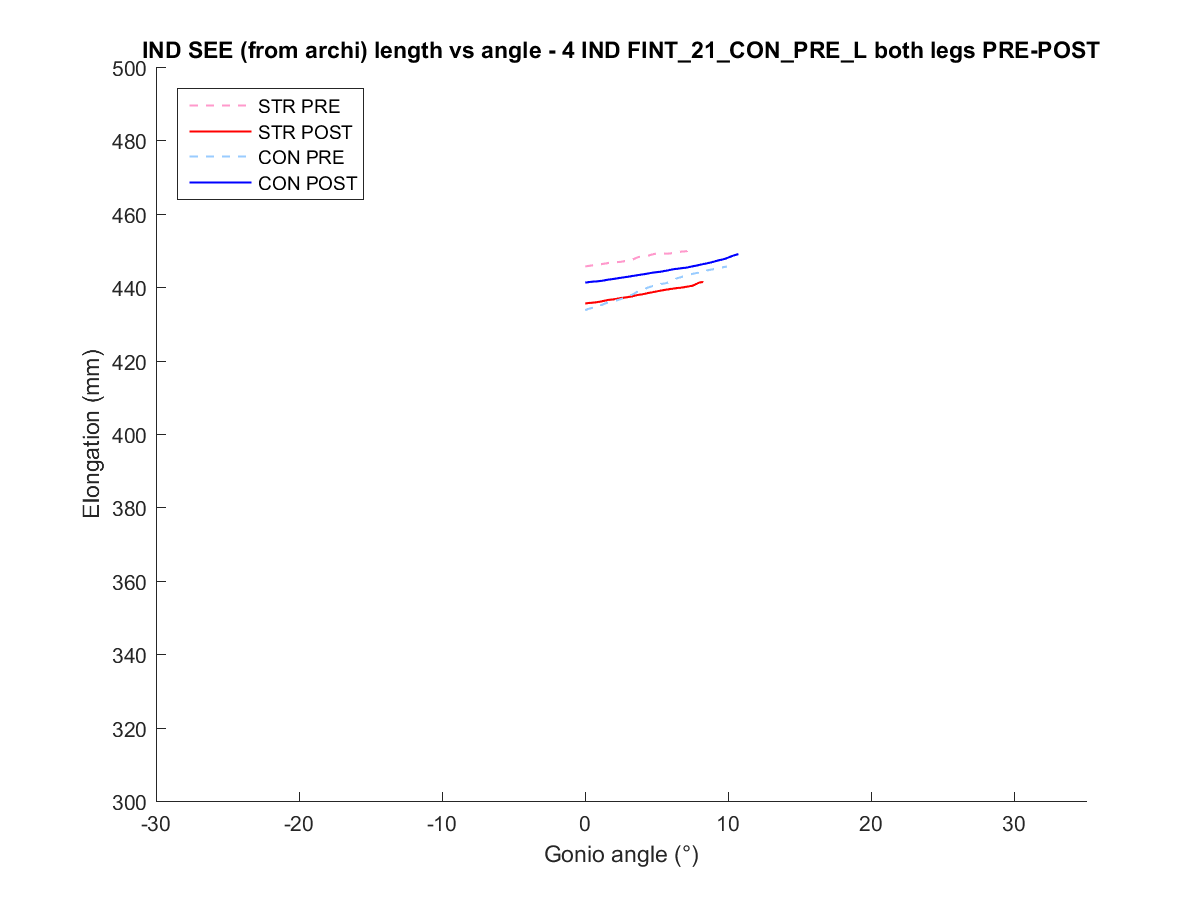 IND SEE (from archi) length vs angle - 4 IND FINT_21_CON_PRE_L both legs PRE-POST
500
480
460
440
420
400
380
360
340
320
300
STR PRE
STR POST
CON PRE
CON POST
Elongation (mm)
-30
-20
-10
0
10
20
30
Gonio angle (°)